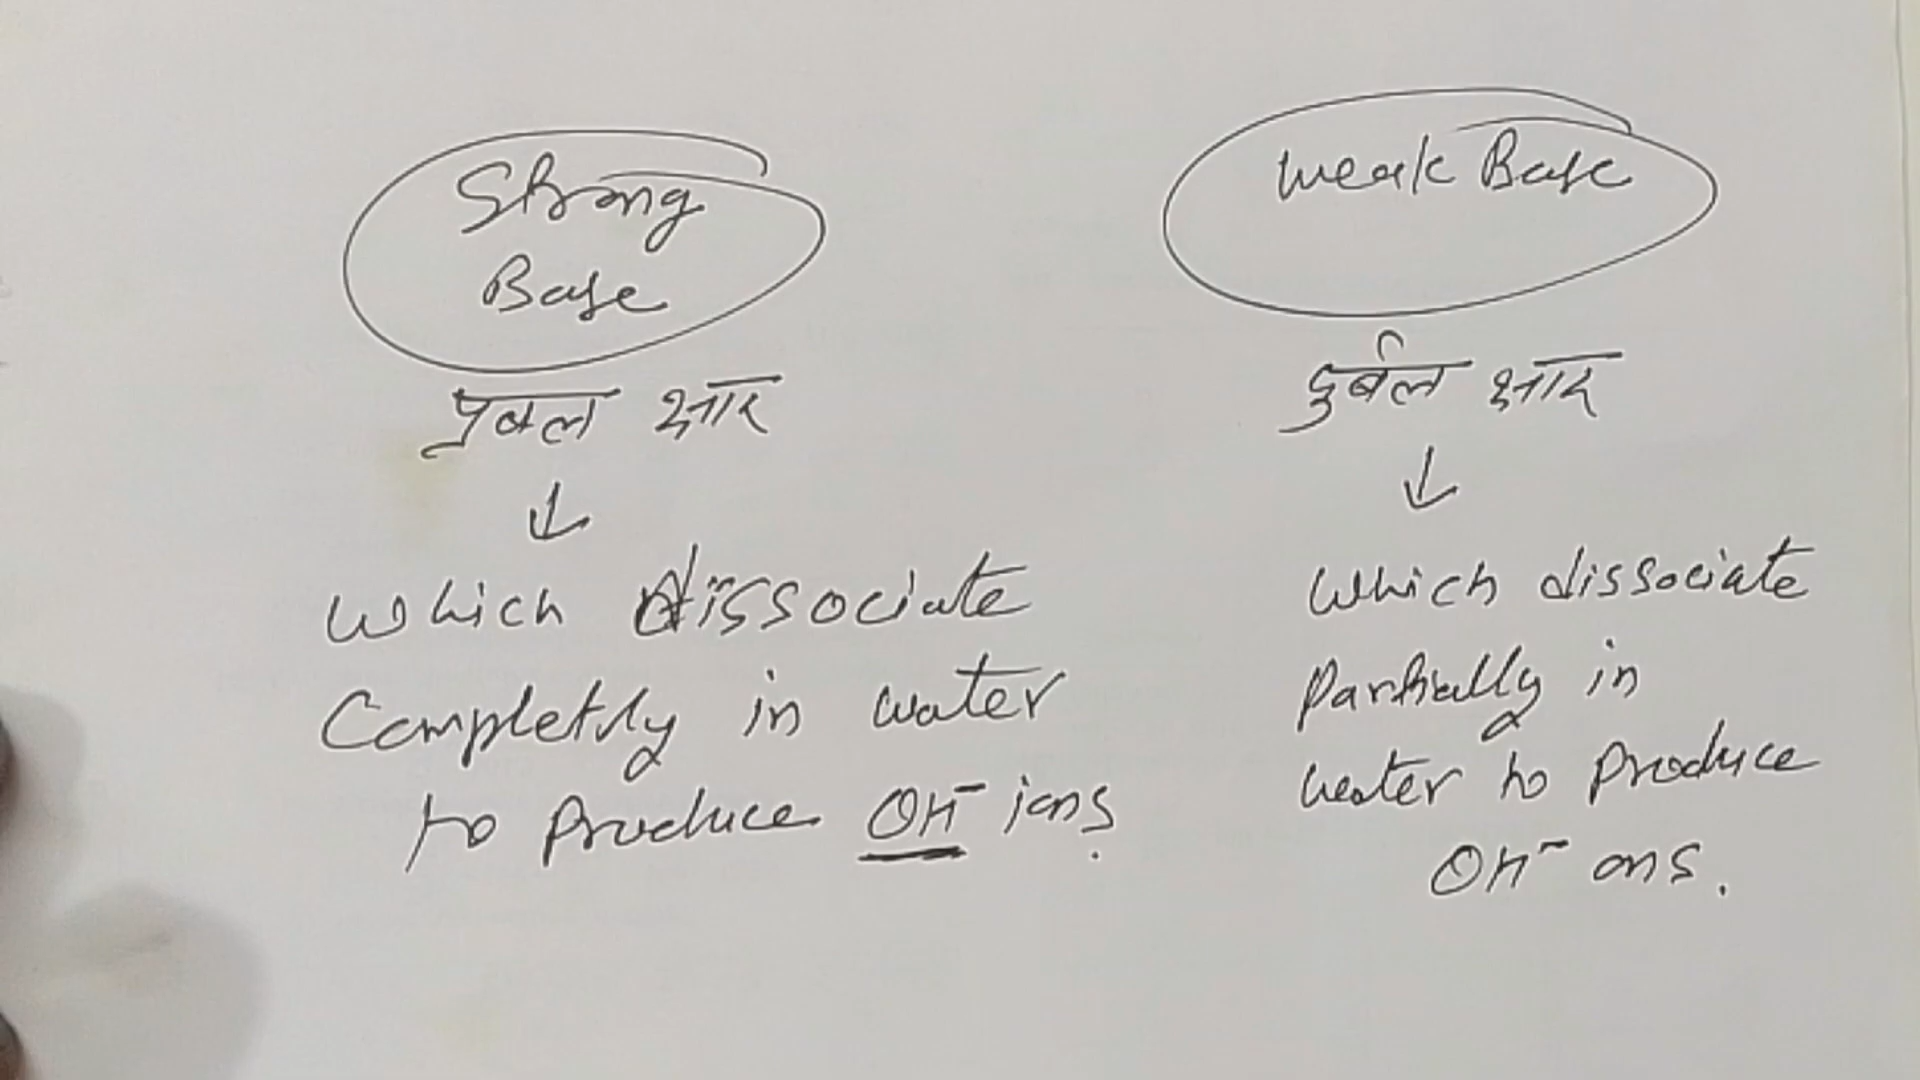 Strong
Base
प्रबल क्षार
↓
which dissociate
Completly in water
to produce OH⁻ ions.
weak Base
दुर्बल क्षार
↓
which dissociate
partially in
water to produce
OH⁻ ons.